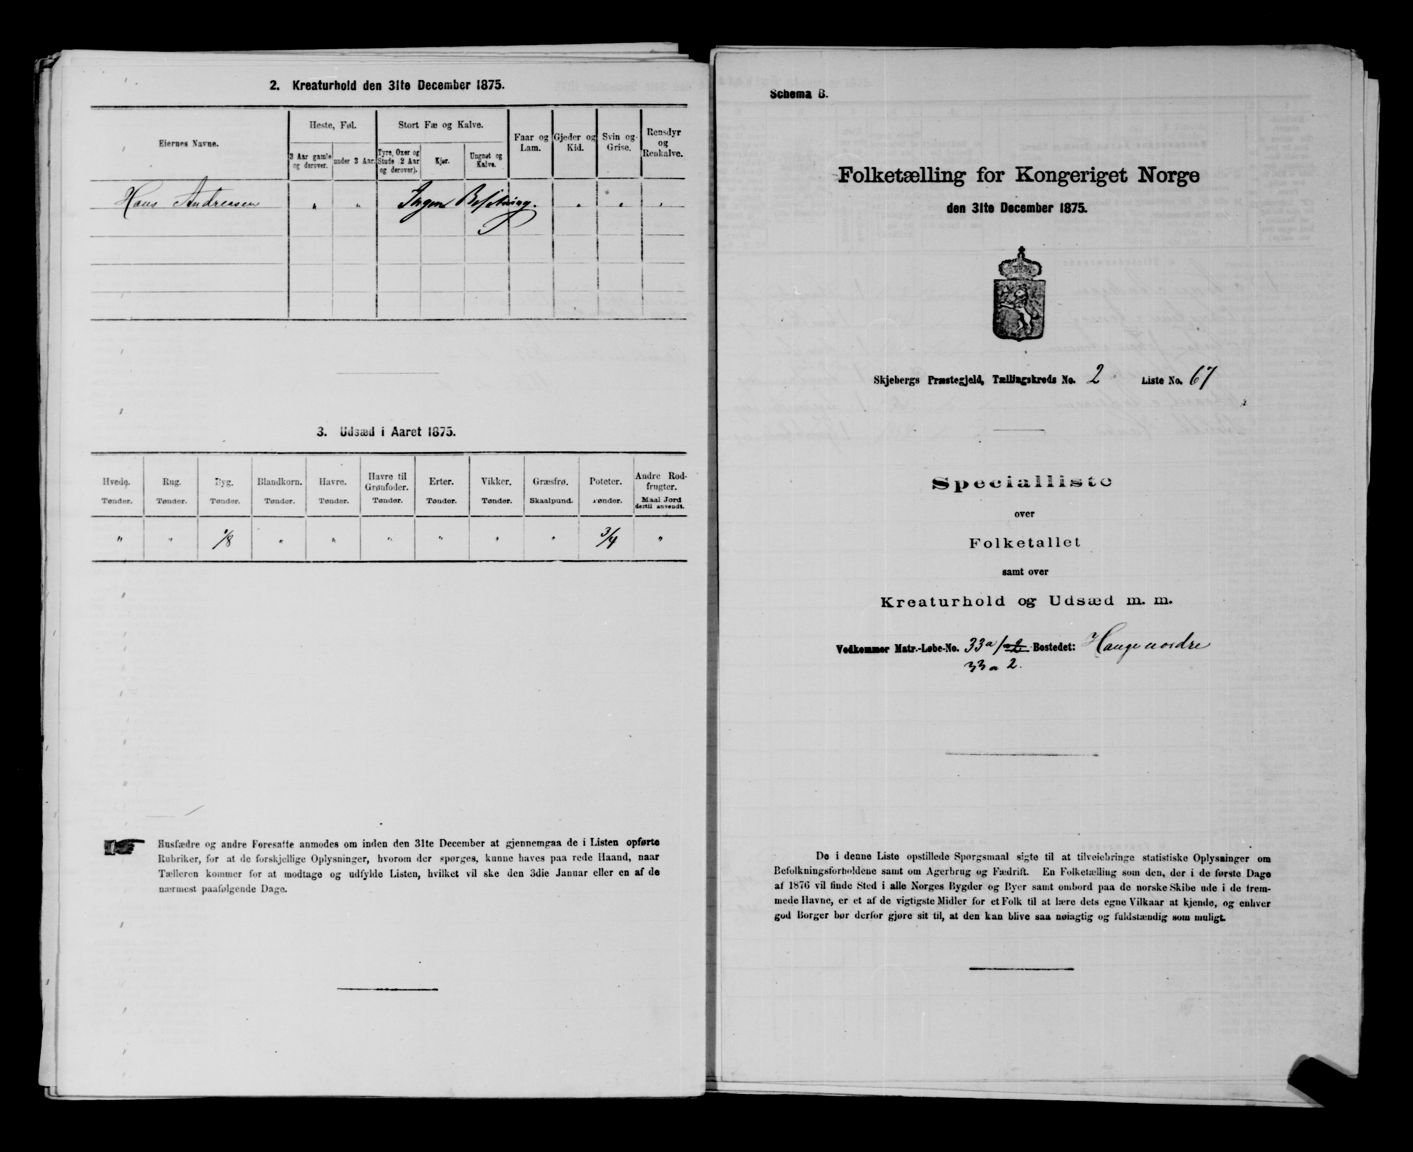 2. Kreaturhold den 31te December 1875.
Eiernes Navne.
Heste, Føl.
3 Aar gamle og derover.
under 3 Aar.
Stort Fæ og Kalve.
Tyre, Oxer og Stude 2 Aar og derover).
Kjør.
Ungnøt og Kalve.
Faar og Lam.
Gjeder og Kid.
Svin og Grise.
Rensdyr og Renkalve.
Hans Andreasen " " Ingen Besætning. " " "
3. Udsæd i Aaret 1875.
Hvede. Rug. Byg. Blandkorn. Havre. Havre til Grønfoder. Erter. Vikker. Græsfrø. Poteter. Andre Rodfrugter.
Tønder. Tønder. Tønder. Tønder. Tønder. Tønder. Tønder. Tønder. Skaalpund. Tønder. Maal Jord dertil anvendt.
" " 1/8 " " " " " " 3/4 "
Husfædre og andre Foresatte anmodes om inden den 31te December at gjennemgaa de i Listen opførte
Rubriker, for at de forskjellige Oplysninger, hvorom der spørges, kunne haves paa rede Haand, naar
Tælleren kommer for at modtage og udfylde Listen, hvilket vil ske den 3die Januar eller en af de
nærmest paafølgende Dage.
Schema B.
Folketælling for Kongeriget Norge
den 31te December 1875.
Skjebergs Præstegjeld, Tællingskreds No. 2 Liste No. 67
Specialliste
over
Folketallet
samt over
Kreaturhold og Udsæd m. m.
Vedkommer Matr.-Løbe-No. 33a/2 Bostedet: Hauge nordre
33a 2.
De i denne Liste opstillede Spørgsmaal sigte til at tilveiebringe statistiske Oplysninger om
Befolkningsforholdene samt om Agerbrug og Fædrift. En Folketælling som den, der i de første Dage
af 1876 vil finde Sted i alle Norges Bygder og Byer samt ombord paa de norske Skibe ude i de frem-
mede Havne, er et af de vigtigste Midler for et Folk til at lære dets egne Vilkaar at kjende, og enhver
god Borger bør derfor gjøre sit til, at den kan blive saa nøiagtig og fuldstændig som muligt.